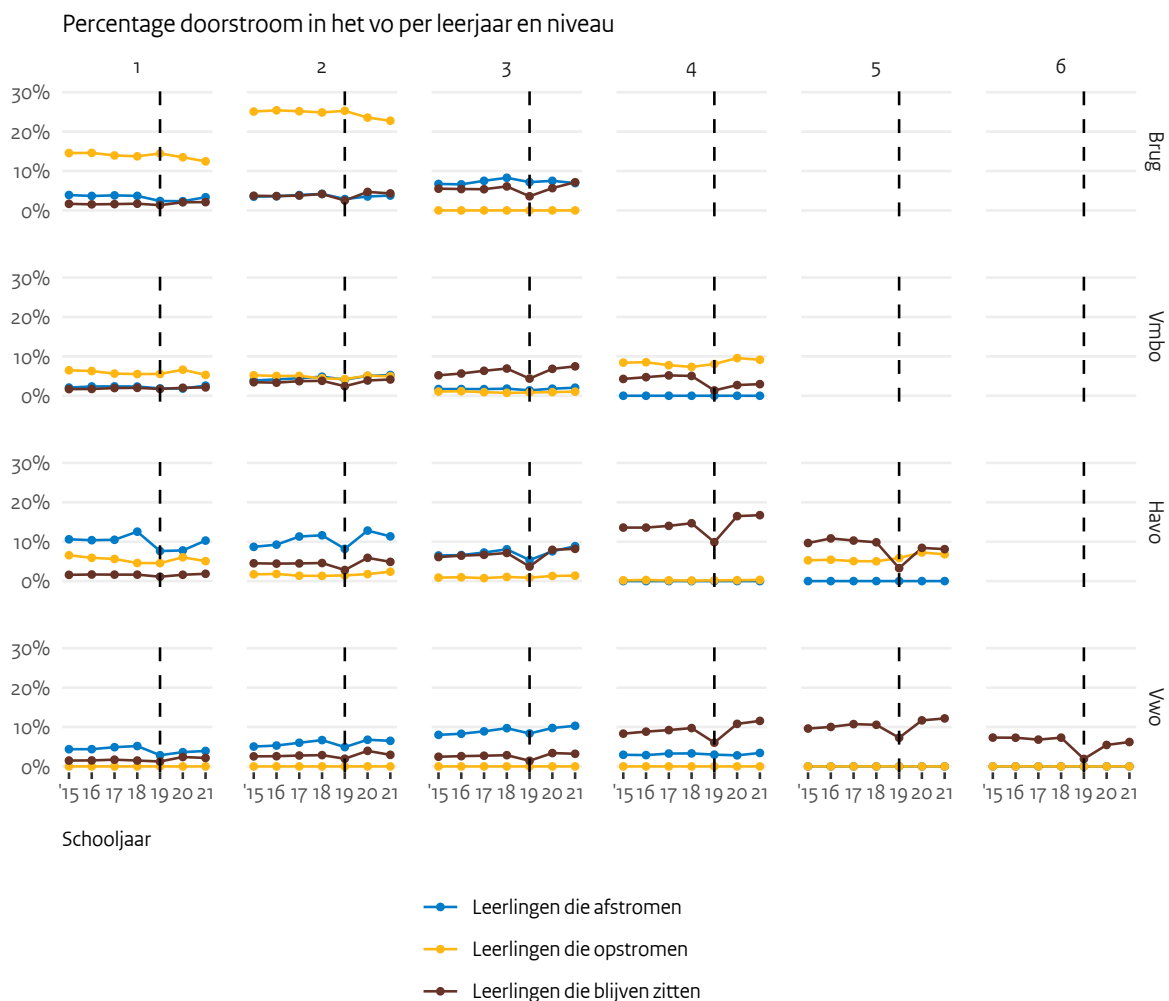 Percentage doorstroom in het vo per leerjaar en niveau
1 2 3 4 5 6
30%
20%
10%
0%
Brug
30%
20%
10%
0%
Vmbo
30%
20%
10%
0%
Havo
30%
20%
10%
0%
Vwo
'15 16 17 18 19 20 21 '15 16 17 18 19 20 21 '15 16 17 18 19 20 21 '15 16 17 18 19 20 21 '15 16 17 18 19 20 21 '15 16 17 18 19 20 21
Schooljaar
Leerlingen die afstromen
Leerlingen die opstromen
Leerlingen die blijven zitten